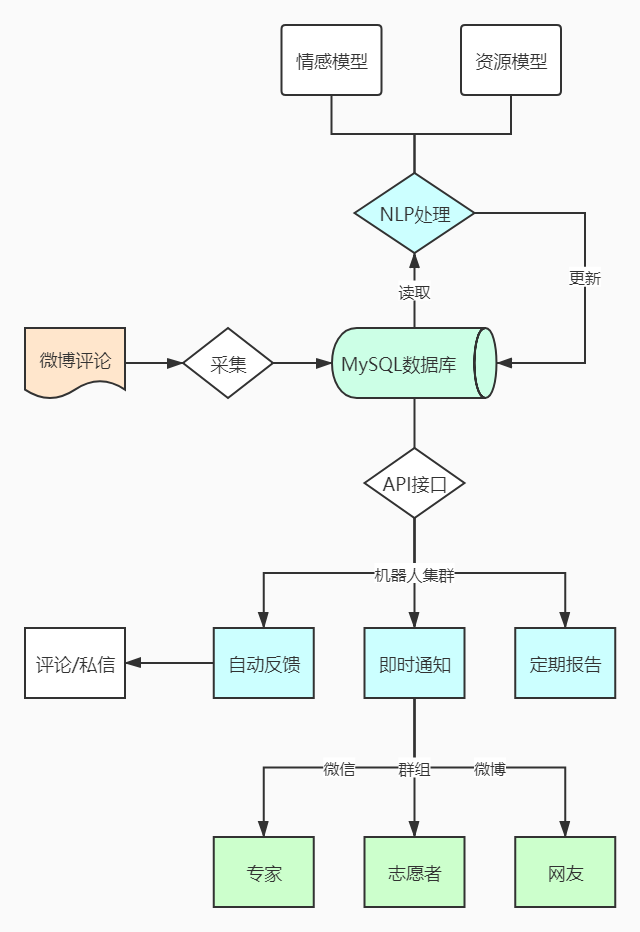 情感模型
资源模型
NLP处理
更新
读取
微博评论
采集
MySQL数据库
API接口
机器人集群
评论/私信
自动反馈
即时通知
定期报告
微信
群组
微博
专家
志愿者
网友